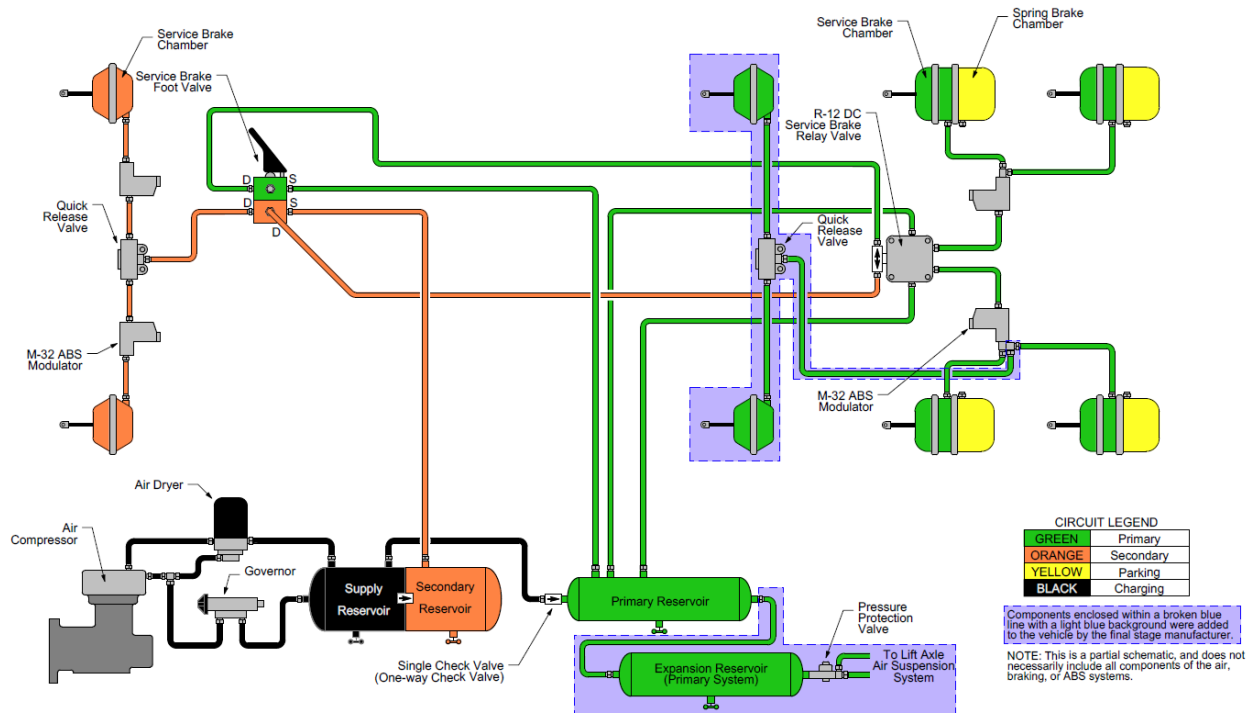 Service Brake
Chamber
Service Brake
Foot Valve
D
S
D
S
D
Quick
Release
Valve
M-32 ABS
Modulator
Service Brake
Chamber
Spring Brake
Chamber
R-12 DC
Service Brake
Relay Valve
Quick
Release
Valve
M-32 ABS
Modulator
Air Dryer
Air
Compressor
Governor
Supply
Reservoir
Secondary
Reservoir
Single Check Valve
(One-way Check Valve)
Primary Reservoir
Pressure
Protection
Valve
Expansion Reservoir
(Primary System)
To Lift Axle
Air Suspension
System
CIRCUIT LEGEND
GREEN Primary
ORANGE Secondary
YELLOW Parking
BLACK Charging
Components enclosed within a broken blue
line with a light blue background were added
to the vehicle by the final stage manufacturer.
NOTE: This is a partial schematic, and does not
necessarily include all components of the air,
braking, or ABS systems.